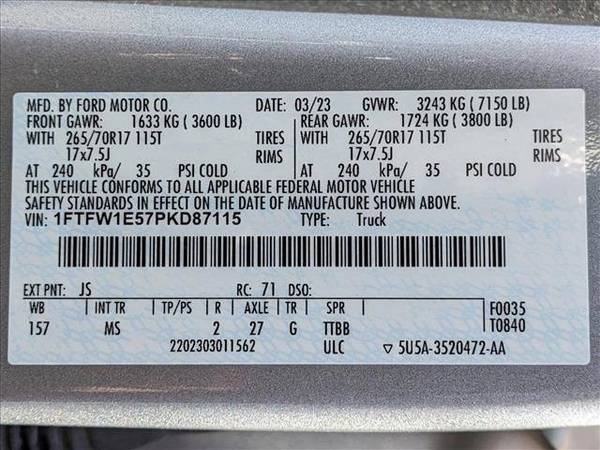 MFD. BY FORD MOTOR CO. DATE: 03/23 GVWR: 3243 KG ( 7150 LB)
FRONT GAWR: 1633 KG ( 3600 LB) REAR GAWR: 1724 KG ( 3800 LB)
WITH 265/70R17 115T TIRES WITH 265/70R17 115T TIRES
17x7.5J RIMS 17x7.5J RIMS
AT 240 kPa/ 35 PSI COLD AT 240 kPa/ 35 PSI COLD
THIS VEHICLE CONFORMS TO ALL APPLICABLE FEDERAL MOTOR VEHICLE
SAFETY STANDARDS IN EFFECT ON THE DATE OF MANUFACTURE SHOWN ABOVE.
VIN: 1FTFW1E57PKD87115 TYPE: Truck
EXT PNT: JS RC: 71 DSO:
WB INT TR TP/PS R AXLE TR SPR F0035
157 MS 2 27 G TTBB T0840
2202303011562 ULC ▽ 5U5A-3520472-AA